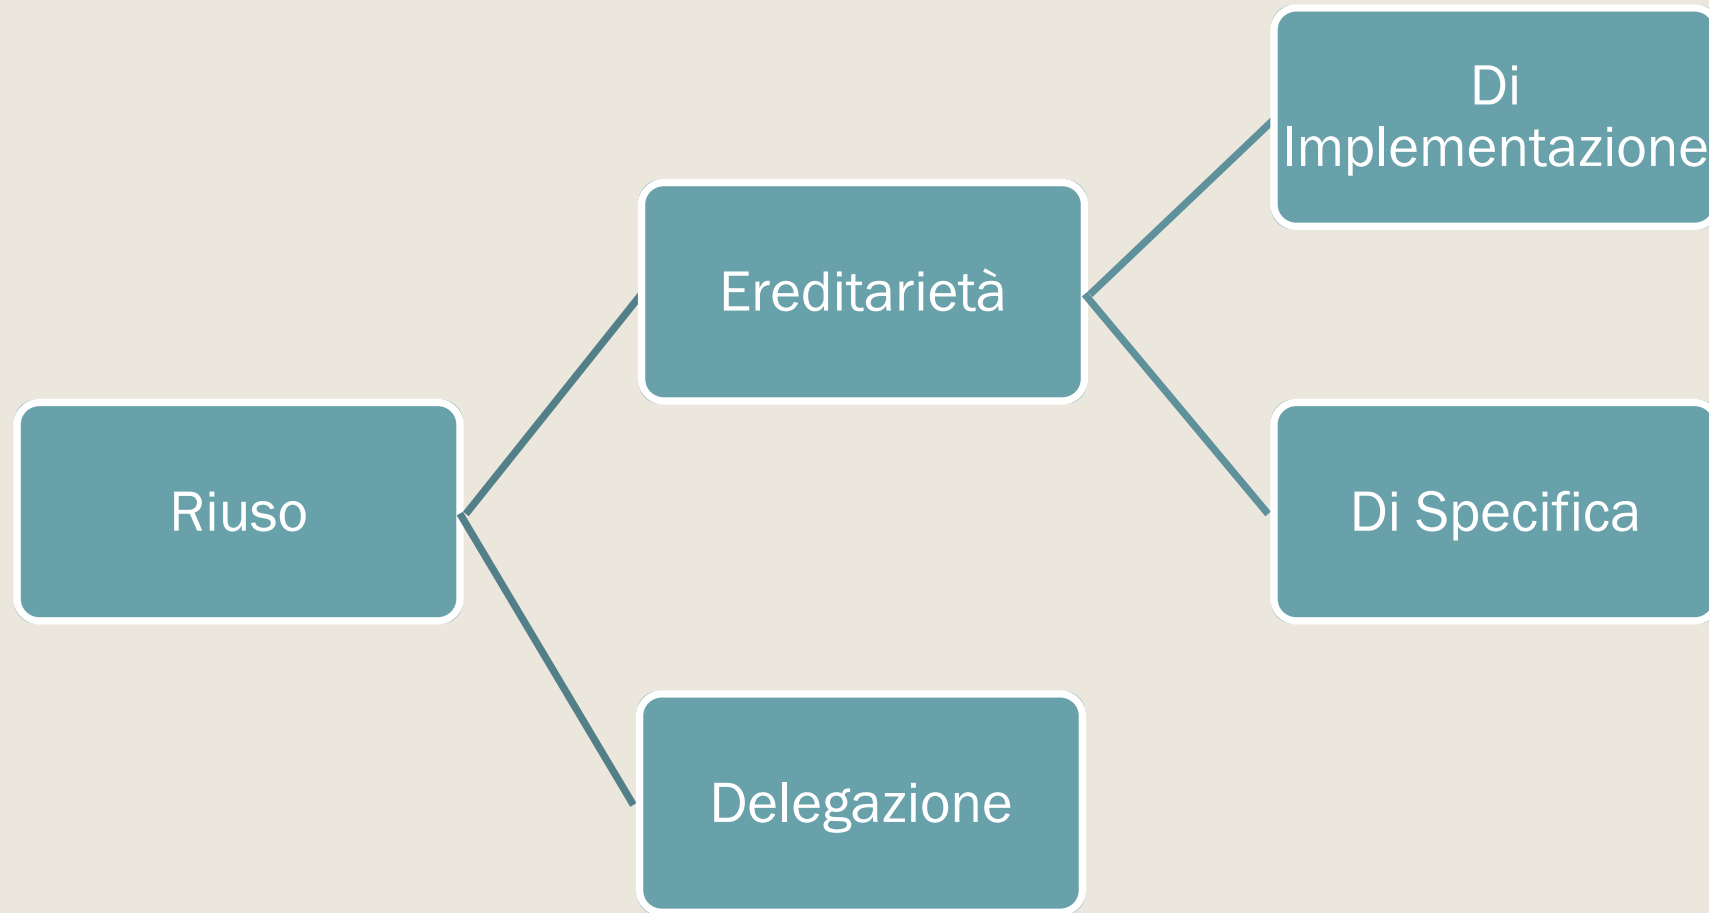 Di
Implementazione
Ereditarietà
Riuso
Di Specifica
Delegazione